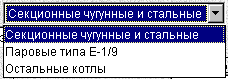 Секционные чугунные и стальные
Секционные чугунные и стальные
Паровые типа Е-1/9
Остальные котлы